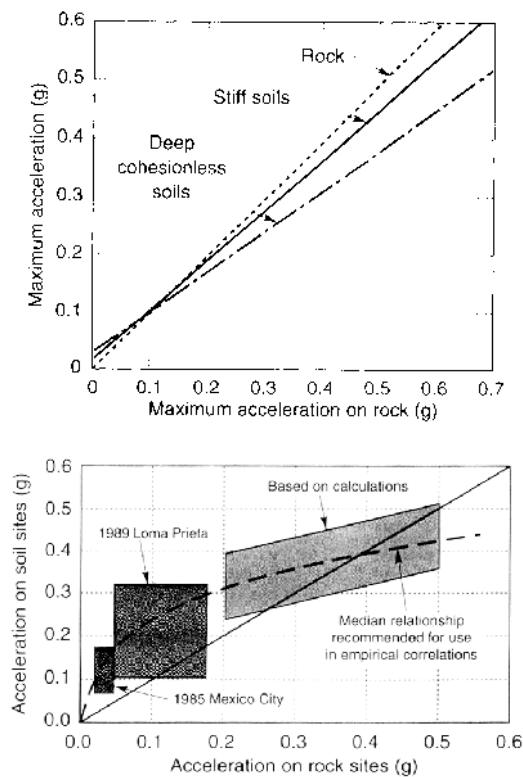 0.6
0.5
0.4
0.3
0.2
0.1
0
Maximum acceleration (g)
Rock
Stiff soils
Deep
cohesionless
soils
0 0.1 0.2 0.3 0.4 0.5 0.6 0.7
Maximum acceleration on rock (g)
0.6
0.5
0.4
0.3
0.2
0.1
0.0
Acceleration on soil sites (g)
Based on calculations
1989 Loma Prieta
Median relationship
recommended for use
in empirical correlations
1985 Mexico City
0.0 0.1 0.2 0.3 0.4 0.5 0.6
Acceleration on rock sites (g)